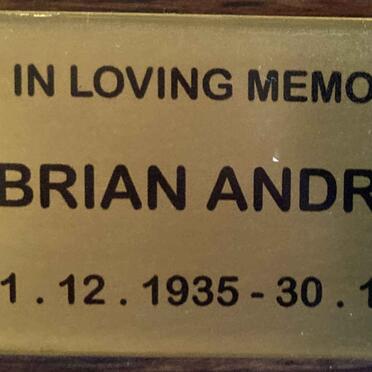 IN LOVING MEMO
BRIAN ANDR
1 . 12 . 1935 - 30 . 1